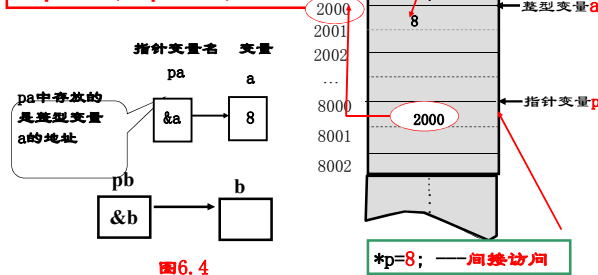 指针变量名 变量
pa
a
pa中存放的
是整型变量
a的地址
&a
8
pb
b
&b
图6.4
2000
2001
2002
...
8000
8001
8002
8
2000
整型变量a
指针变量p
*p=8; ---间接访问